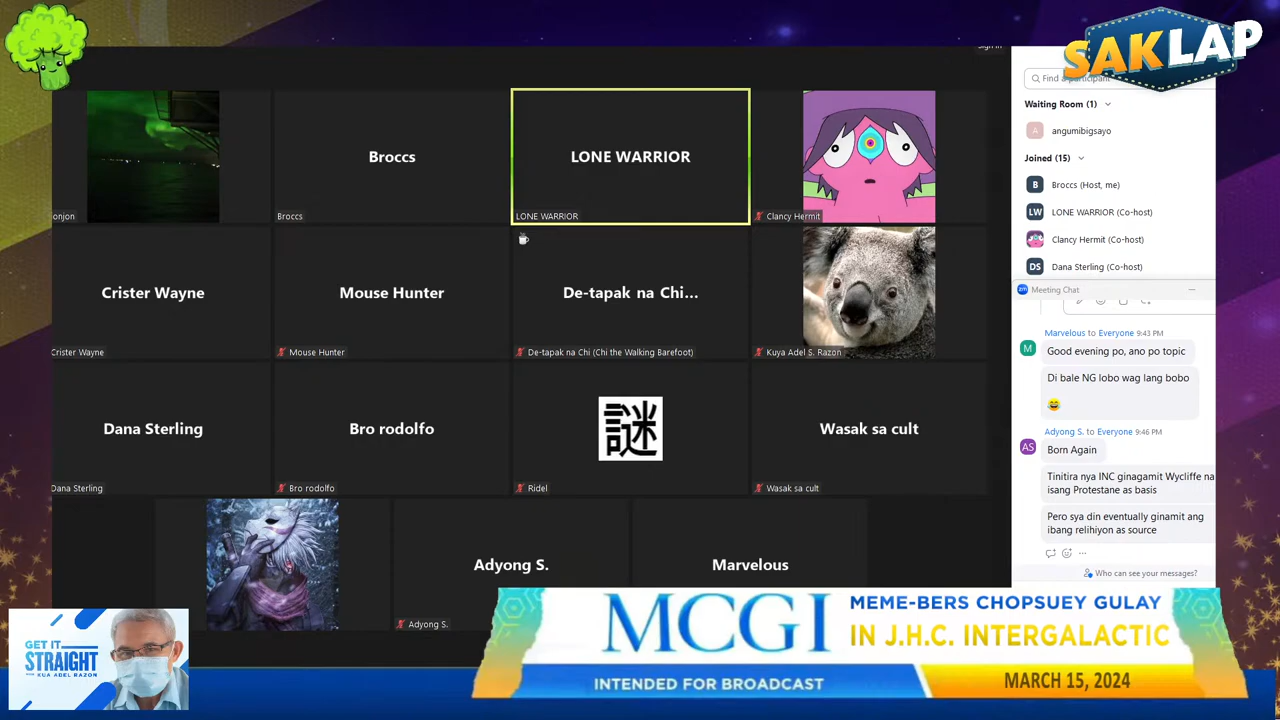 SAKLAP
Sign in
Find a participant
Waiting Room (1)
A
angumibigsayo
Joined (15)
B
Broccs (Host, me)
LW
LONE WARRIOR (Co-host)
Clancy Hermit (Co-host)
DS
Dana Sterling (Co-host)
onjon
Broccs
Broccs
LONE WARRIOR
LONE WARRIOR
Clancy Hermit
Crister Wayne
Crister Wayne
Mouse Hunter
Mouse Hunter
De-tapak na Chi...
De-tapak na Chi (Chi the Walking Barefoot)
Kuya Adel S. Razon
Dana Sterling
Dana Sterling
Bro rodolfo
Bro rodolfo
謎
Ridel
Wasak sa cult
Wasak sa cult
Adyong S.
Adyong S.
Marvelous
zm
Meeting Chat
Marvelous to Everyone 9:43 PM
M
Good evening po, ano po topic
Di bale NG lobo wag lang bobo
Adyong S. to Everyone 9:46 PM
AS
Born Again
Tinitira nya INC ginagamit Wycliffe na
isang Protestane as basis
Pero sya din eventually ginamit ang
ibang relihiyon as source
Who can see your messages?
GET IT
STRAIGHT
KUA ADEL RAZON
MCGI
MEME-BERS CHOPSUEY GULAY
IN J.H.C. INTERGALACTIC
INTENDED FOR BROADCAST
MARCH 15, 2024